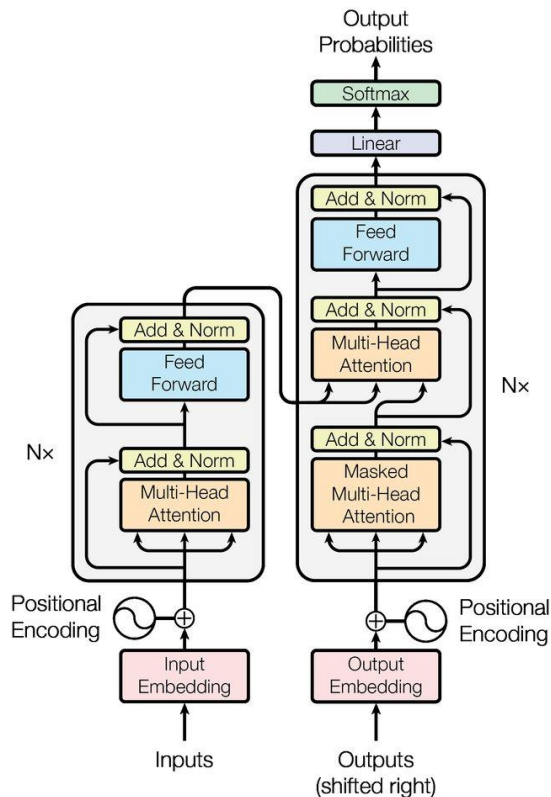 Output
Probabilities
Softmax
Linear
Add & Norm
Feed
Forward
Add & Norm
Multi-Head
Attention
N×
Add & Norm
Masked
Multi-Head
Attention
Add & Norm
Feed
Forward
N×
Add & Norm
Multi-Head
Attention
Positional
Encoding
Positional
Encoding
Input
Embedding
Output
Embedding
Inputs
Outputs
(shifted right)